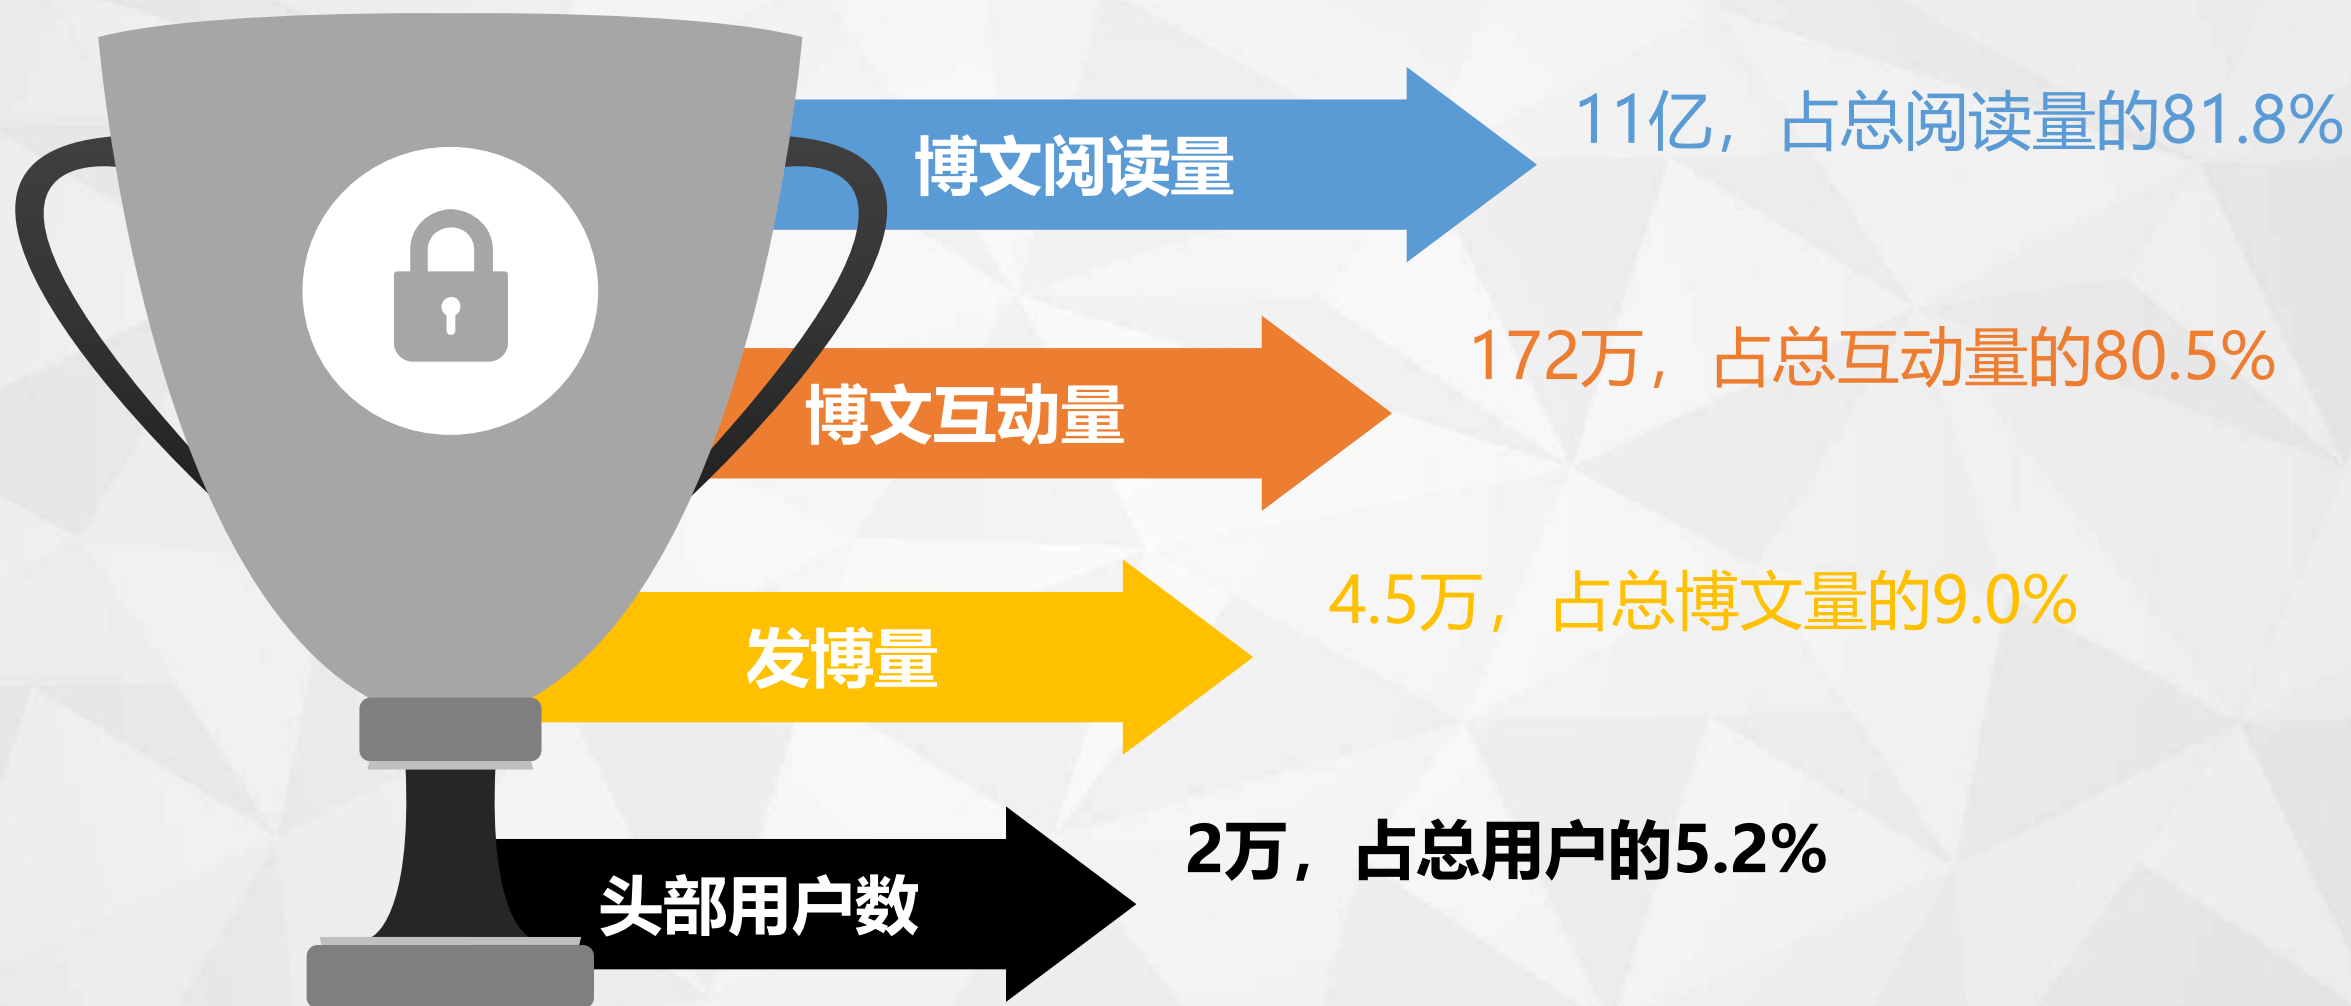 博文阅读量
11亿，占总阅读量的81.8%
博文互动量
172万，占总互动量的80.5%
发博量
4.5万，占总博文量的9.0%
头部用户数
2万，占总用户的5.2%